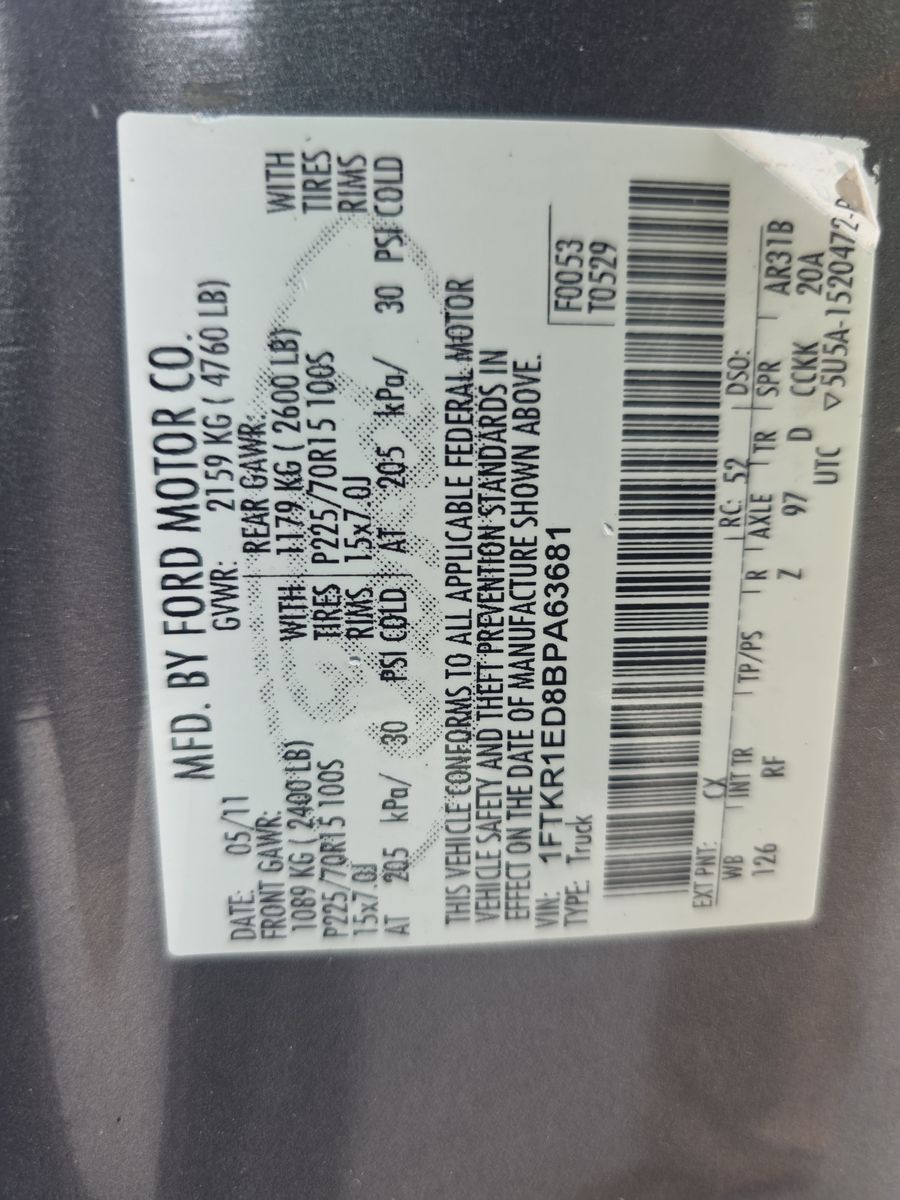 MFD. BY FORD MOTOR CO.
DATE: 05/11 GVWR: 2159 KG ( 4760 LB)
FRONT GAWR: REAR GAWR:
1089 KG ( 2400 LB) WITH 1179 KG ( 2600 LB) WITH
P225/70R15 100S TIRES P225/70R15 100S TIRES
15x7.0J RIMS 15x7.0J RIMS
AT 205 kPa/ 30 PSI COLD AT 205 kPa/ 30 PSI COLD
THIS VEHICLE CONFORMS TO ALL APPLICABLE FEDERAL MOTOR
VEHICLE SAFETY AND THEFT PREVENTION STANDARDS IN
EFFECT ON THE DATE OF MANUFACTURE SHOWN ABOVE.
VIN: 1FTKR1ED8BPA63681 F0053
TYPE: Truck T0529
EXT PNT: CX RC: 52 DSO:
WB INT TR TP/PS R AXLE TR SPR AR31B
126 RF Z 97 D CCKK 20A
UTC ▽5U5A-1520472-